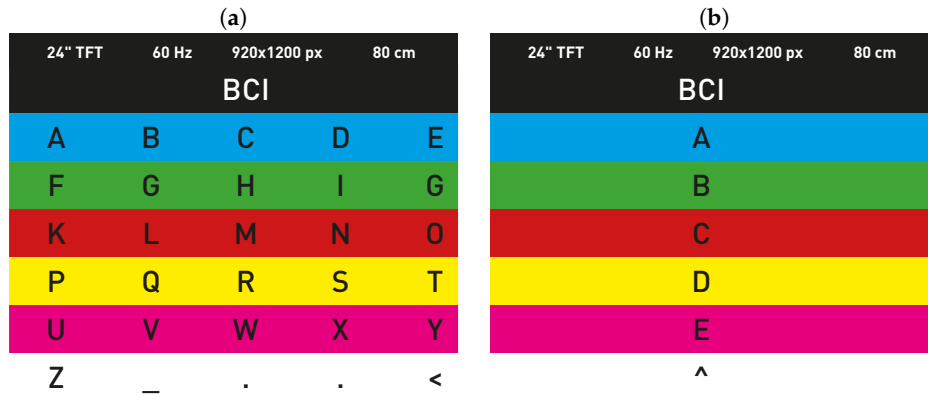 (a)
24" TFT 60 Hz 920x1200 px 80 cm
BCI
A B C D E
F G H I G
K L M N O
P Q R S T
U V W X Y
Z _ . . <
(b)
24" TFT 60 Hz 920x1200 px 80 cm
BCI
A
B
C
D
E
^